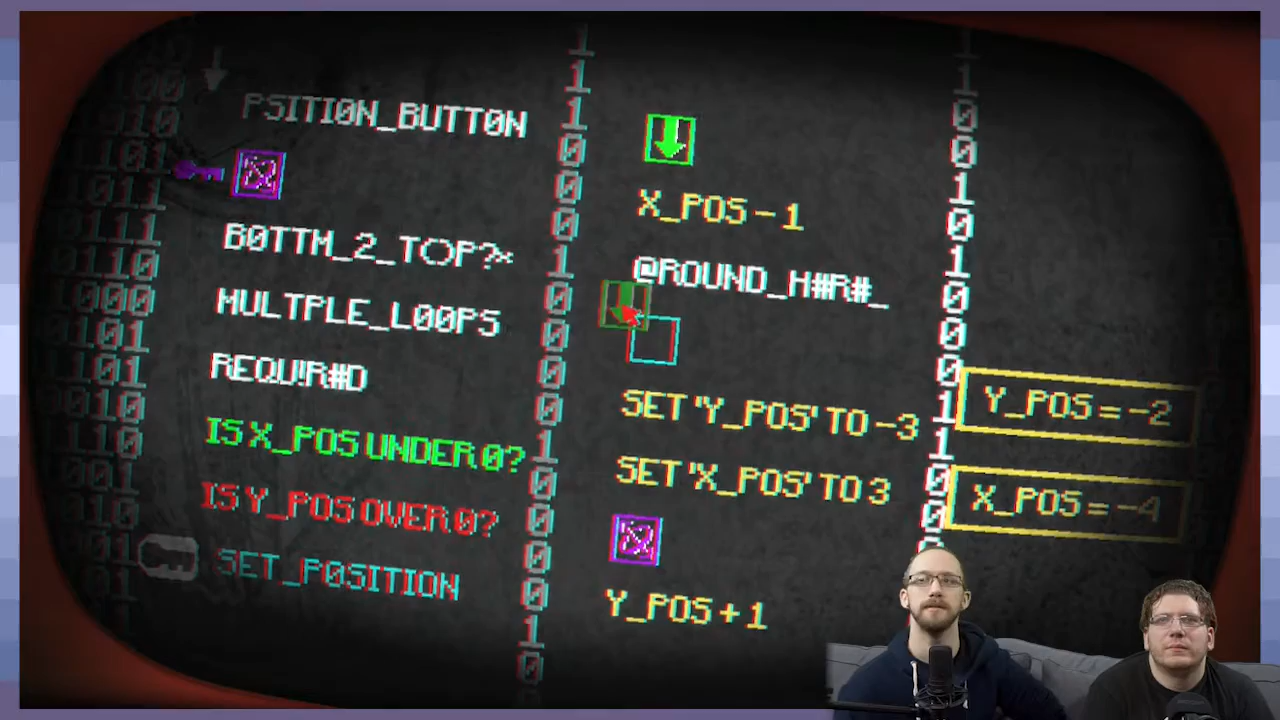 PSITI0N_BUTT0N
B0TTM_2_TOP?*
MULTPLE_L00PS
REQU!R#D
IS X_POS UNDER 0?
IS Y_POS OVER 0?
SET_P0SITION
X_POS - 1
@ROUND_H#R#_
SET 'Y_POS' TO -3
SET 'X_POS' TO 3
Y_POS + 1
Y_POS = -2
X_POS = -4